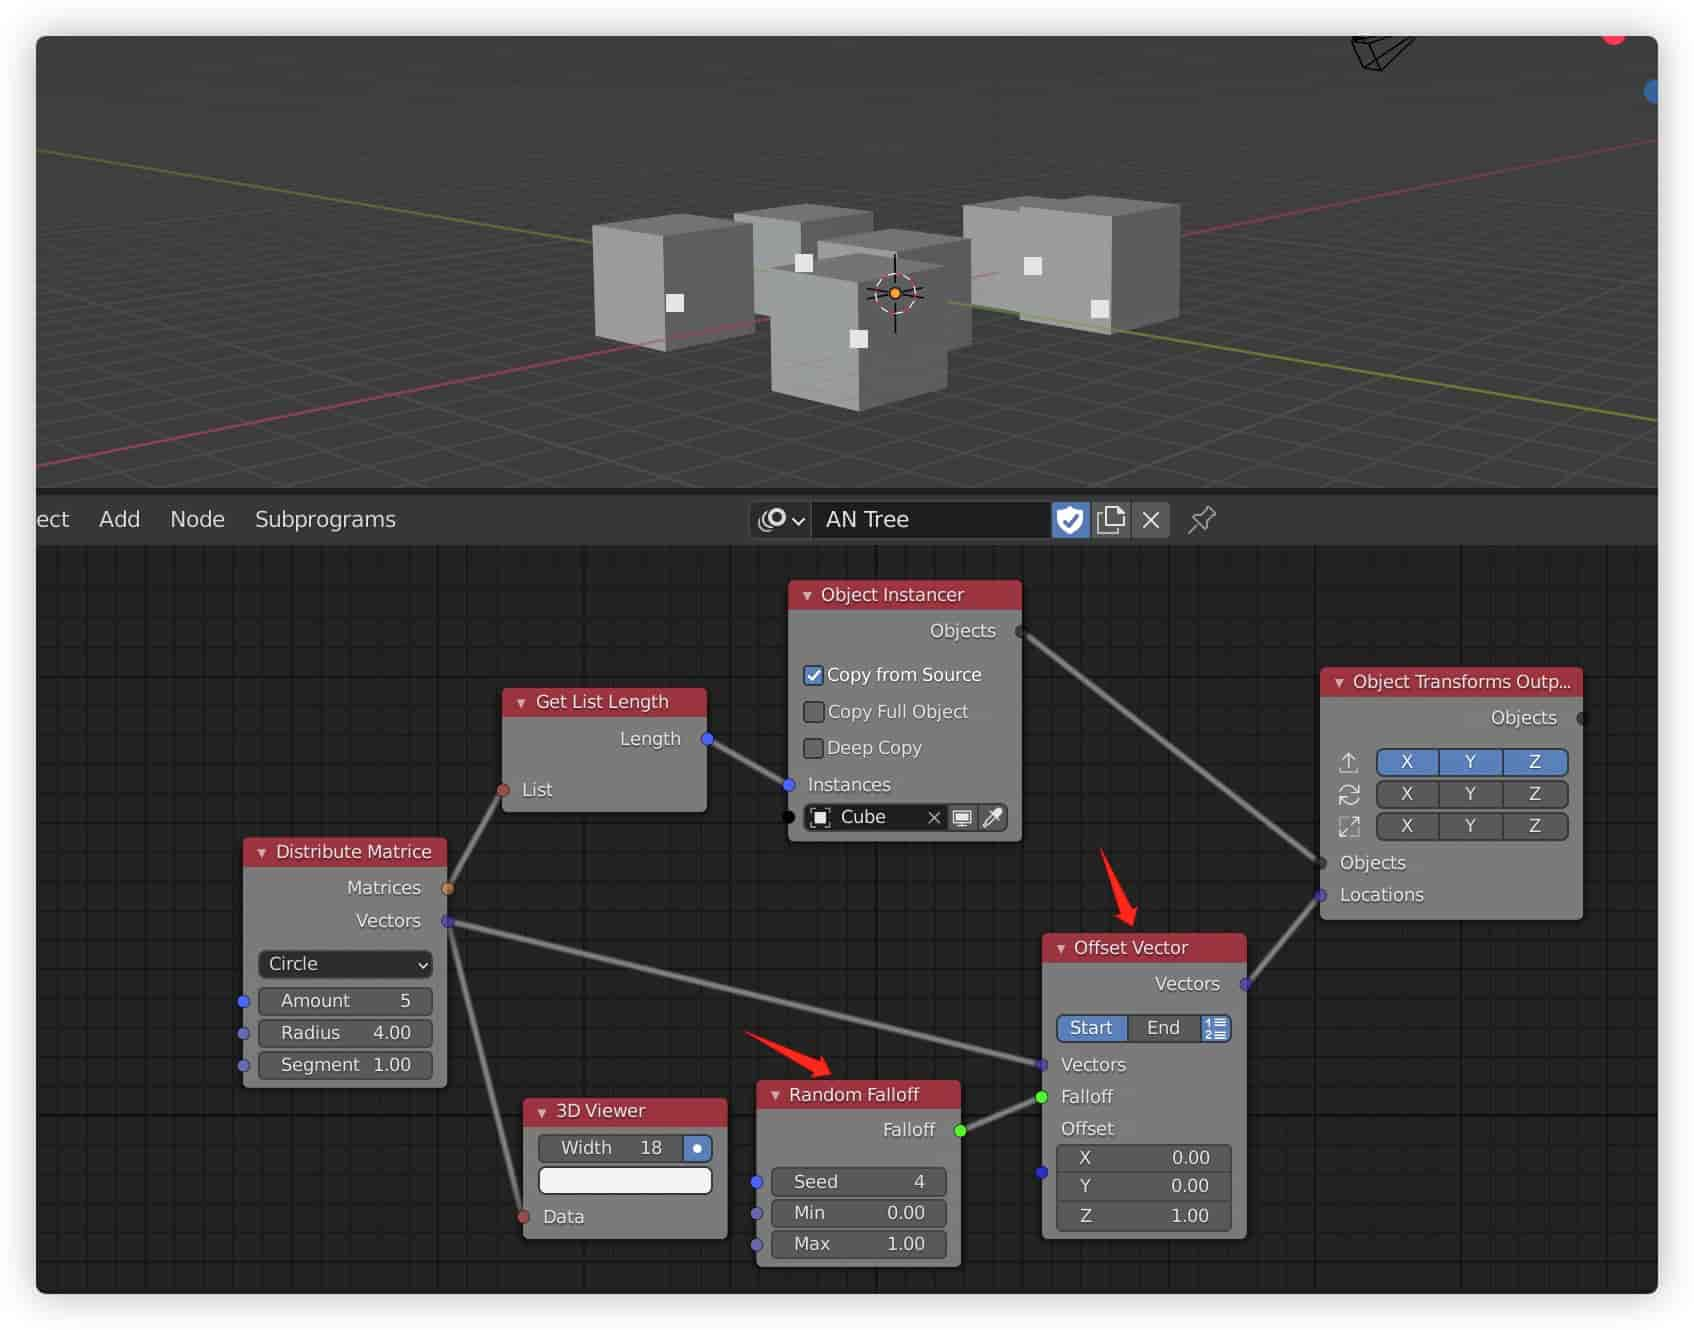 ect Add Node Subprograms
AN Tree
Object Instancer
Objects
Copy from Source
Copy Full Object
Deep Copy
Instances
Cube
Get List Length
Length
List
Object Transforms Outp...
Objects
X Y Z
X Y Z
X Y Z
Objects
Locations
Distribute Matrice
Matrices
Vectors
Circle
Amount 5
Radius 4.00
Segment 1.00
Offset Vector
Vectors
Start End
Vectors
Falloff
Offset
X 0.00
Y 0.00
Z 1.00
3D Viewer
Width 18
Data
Random Falloff
Falloff
Seed 4
Min 0.00
Max 1.00